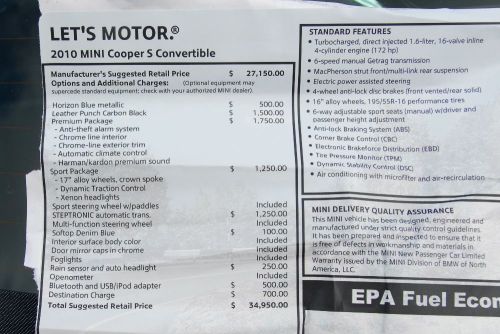 LET'S MOTOR.®
2010 MINI Cooper S Convertible
Manufacturer's Suggested Retail Price $ 27,150.00
Options and Additional Charges: (Optional equipment may
supercede standard equipment; check with your authorized MINI dealer).
Horizon Blue metallic $ 500.00
Leather Punch Carbon Black $ 1,500.00
Premium Package $ 1,750.00
- Anti-theft alarm system
- Chrome line interior
- Chrome-line exterior trim
- Automatic climate control
- Harman/kardon premium sound
Sport Package $ 1,250.00
- 17" alloy wheels, crown spoke
- Dynamic Traction Control
- Xenon headlights
Sport steering wheel w/paddles Included
STEPTRONIC automatic trans. $ 1,250.00
Multi-function steering wheel Included
Softop Denim Blue $ 100.00
Interior surface body color Included
Door mirror caps in chrome Included
Foglights Included
Rain sensor and auto headlight $ 250.00
Openometer Included
Bluetooth and USB/iPod adapter $ 500.00
Destination Charge $ 700.00
Total Suggested Retail Price $ 34,950.00
STANDARD FEATURES
• Turbocharged, direct injected 1.6-liter, 16-valve inline
4-cylinder engine (172 hp)
• 6-speed manual Getrag transmission
• MacPherson strut front/multi-link rear suspension
• Electric power assisted steering
• 4-wheel anti-lock disc brakes (front vented/rear solid)
• 16" alloy wheels, 195/55R-16 performance tires
• 6-way adjustable sport seats (manual) w/driver and
passenger height adjustment
• Anti-lock Braking System (ABS)
• Corner Brake Control (CBC)
• Electronic Brakeforce Distribution (EBD)
• Tire Pressure Monitor (TPM)
• Dynamic Stability Control (DSC)
• Air conditioning with microfilter and air-recirculation
MINI DELIVERY QUALITY ASSURANCE
This MINI vehicle has been designed, engineered and
manufactured under strict quality control guidelines.
It has been prepared and inspected to ensure that it
is free of defects in workmanship and materials in
accordance with the MINI New Passenger Car Limited
Warranty issued by MINI Division of BMW of North
America, LLC.
EPA Fuel Econ